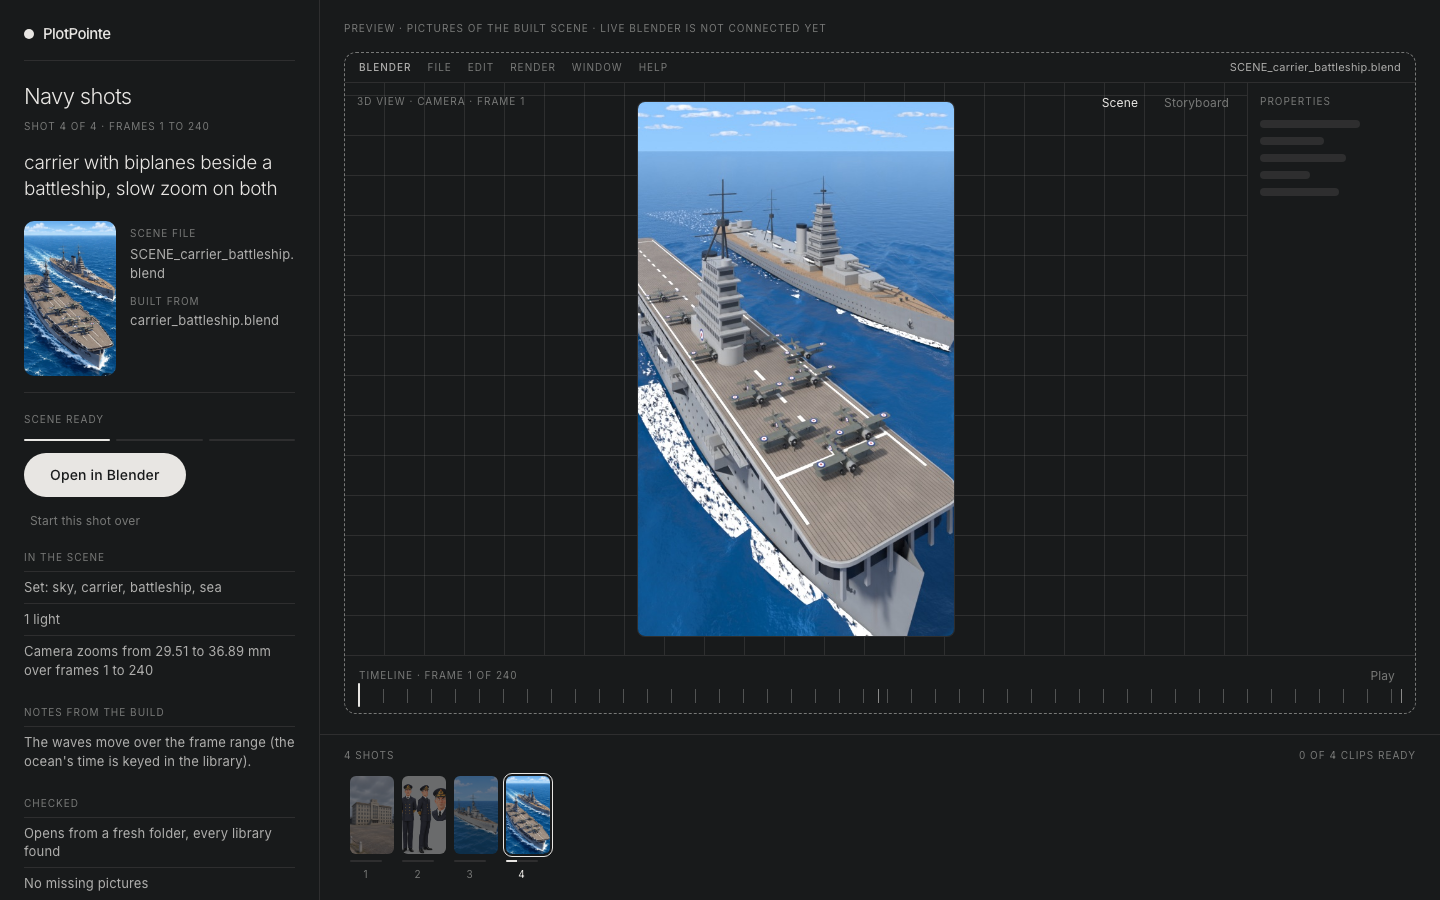 PlotPointe
Navy shots
SHOT 4 OF 4 · FRAMES 1 TO 240
carrier with biplanes beside a
battleship, slow zoom on both
SCENE FILE
SCENE_carrier_battleship.
blend
BUILT FROM
carrier_battleship.blend
SCENE READY
Open in Blender
Start this shot over
IN THE SCENE
Set: sky, carrier, battleship, sea
1 light
Camera zooms from 29.51 to 36.89 mm
over frames 1 to 240
NOTES FROM THE BUILD
The waves move over the frame range (the
ocean's time is keyed in the library).
CHECKED
Opens from a fresh folder, every library
found
No missing pictures
PREVIEW · PICTURES OF THE BUILT SCENE · LIVE BLENDER IS NOT CONNECTED YET
BLENDER FILE EDIT RENDER WINDOW HELP SCENE_carrier_battleship.blend
3D VIEW · CAMERA · FRAME 1 Scene Storyboard PROPERTIES
TIMELINE · FRAME 1 OF 240 Play
4 SHOTS 0 OF 4 CLIPS READY
1 2 3 4